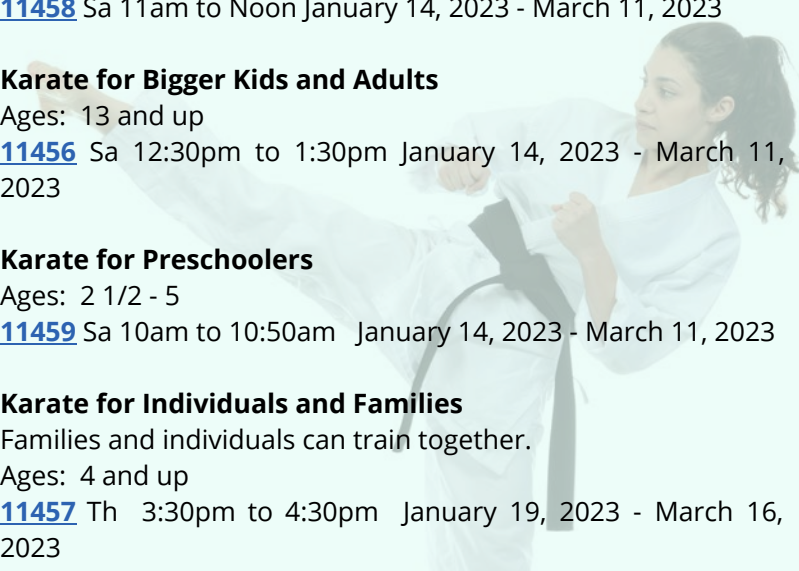 11458 Sa 11am to Noon January 14, 2023 - March 11, 2023
Karate for Bigger Kids and Adults
Ages: 13 and up
11456 Sa 12:30pm to 1:30pm January 14, 2023 - March 11,
2023
Karate for Preschoolers
Ages: 2 1/2 - 5
11459 Sa 10am to 10:50am January 14, 2023 - March 11, 2023
Karate for Individuals and Families
Families and individuals can train together.
Ages: 4 and up
11457 Th 3:30pm to 4:30pm January 19, 2023 - March 16,
2023